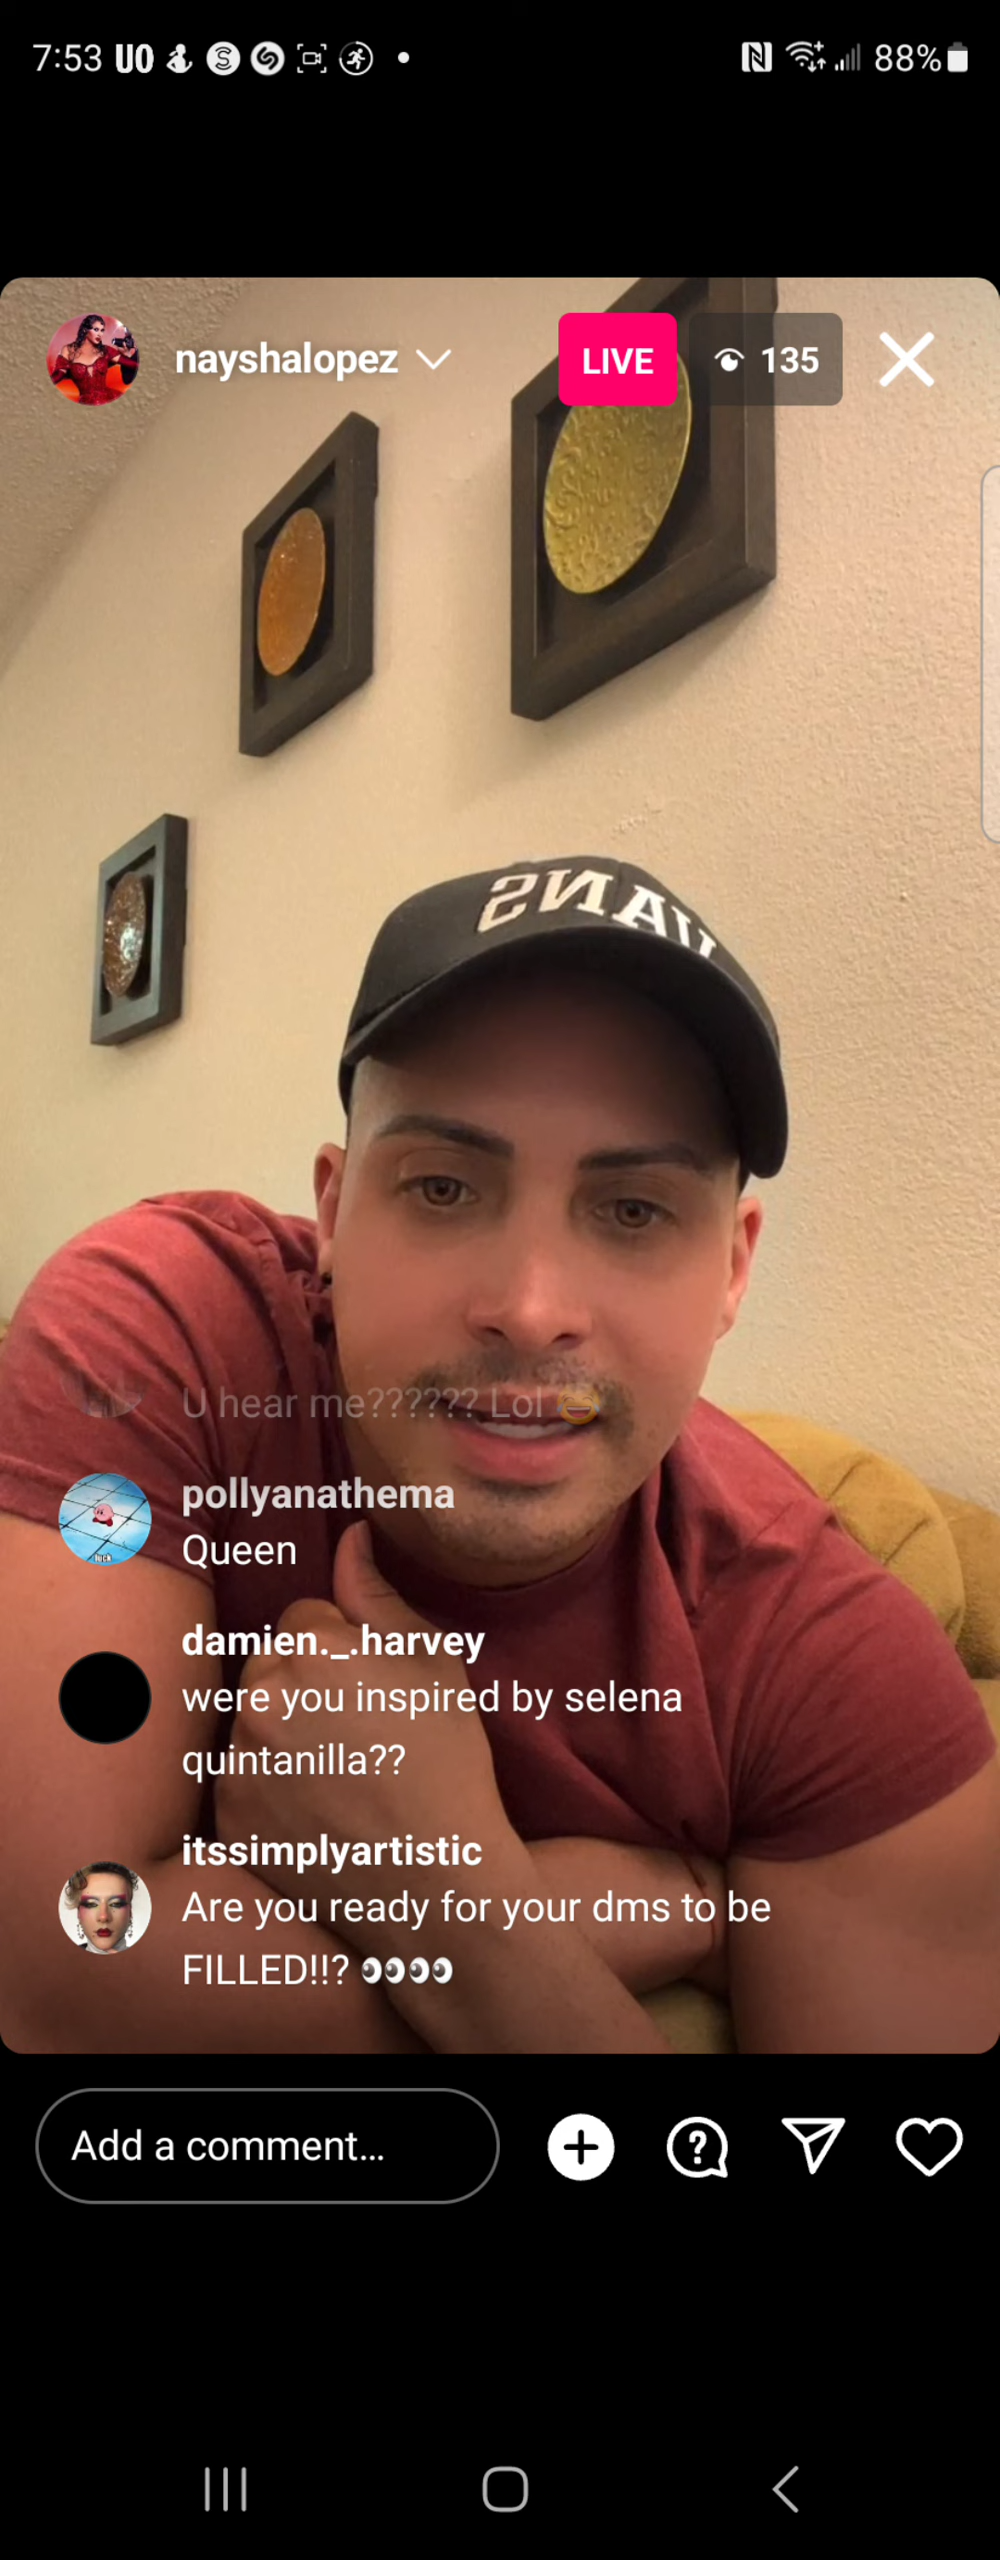 7:53 UO 88%
nayshalopez LIVE 135
VANS
U hear me?????? Lol 😂
pollyanathema
Queen
damien._.harvey
were you inspired by selena
quintanilla??
itssimplyartistic
Are you ready for your dms to be
FILLED!!? 👀👀
Add a comment...